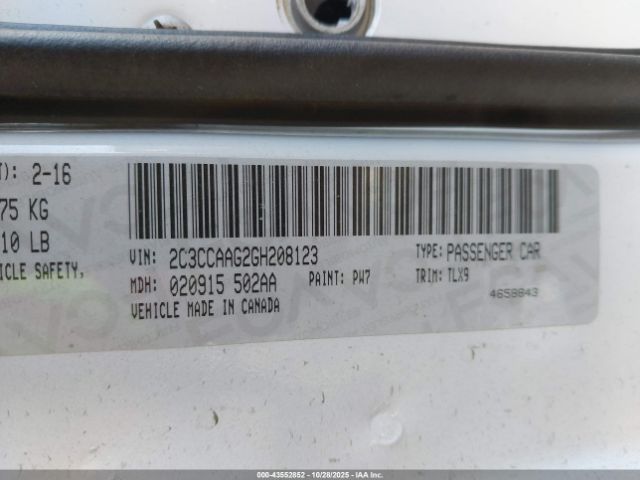 T): 2-16
75 KG
10 LB
ICLE SAFETY,
VIN: 2C3CCAAG2GH208123
TYPE: PASSENGER CAR
MDH: 020915 502AA
PAINT: PW7
TRIM: TLX9
VEHICLE MADE IN CANADA
4658843
000-43552852 | 10/28/2025 - IAA Inc.